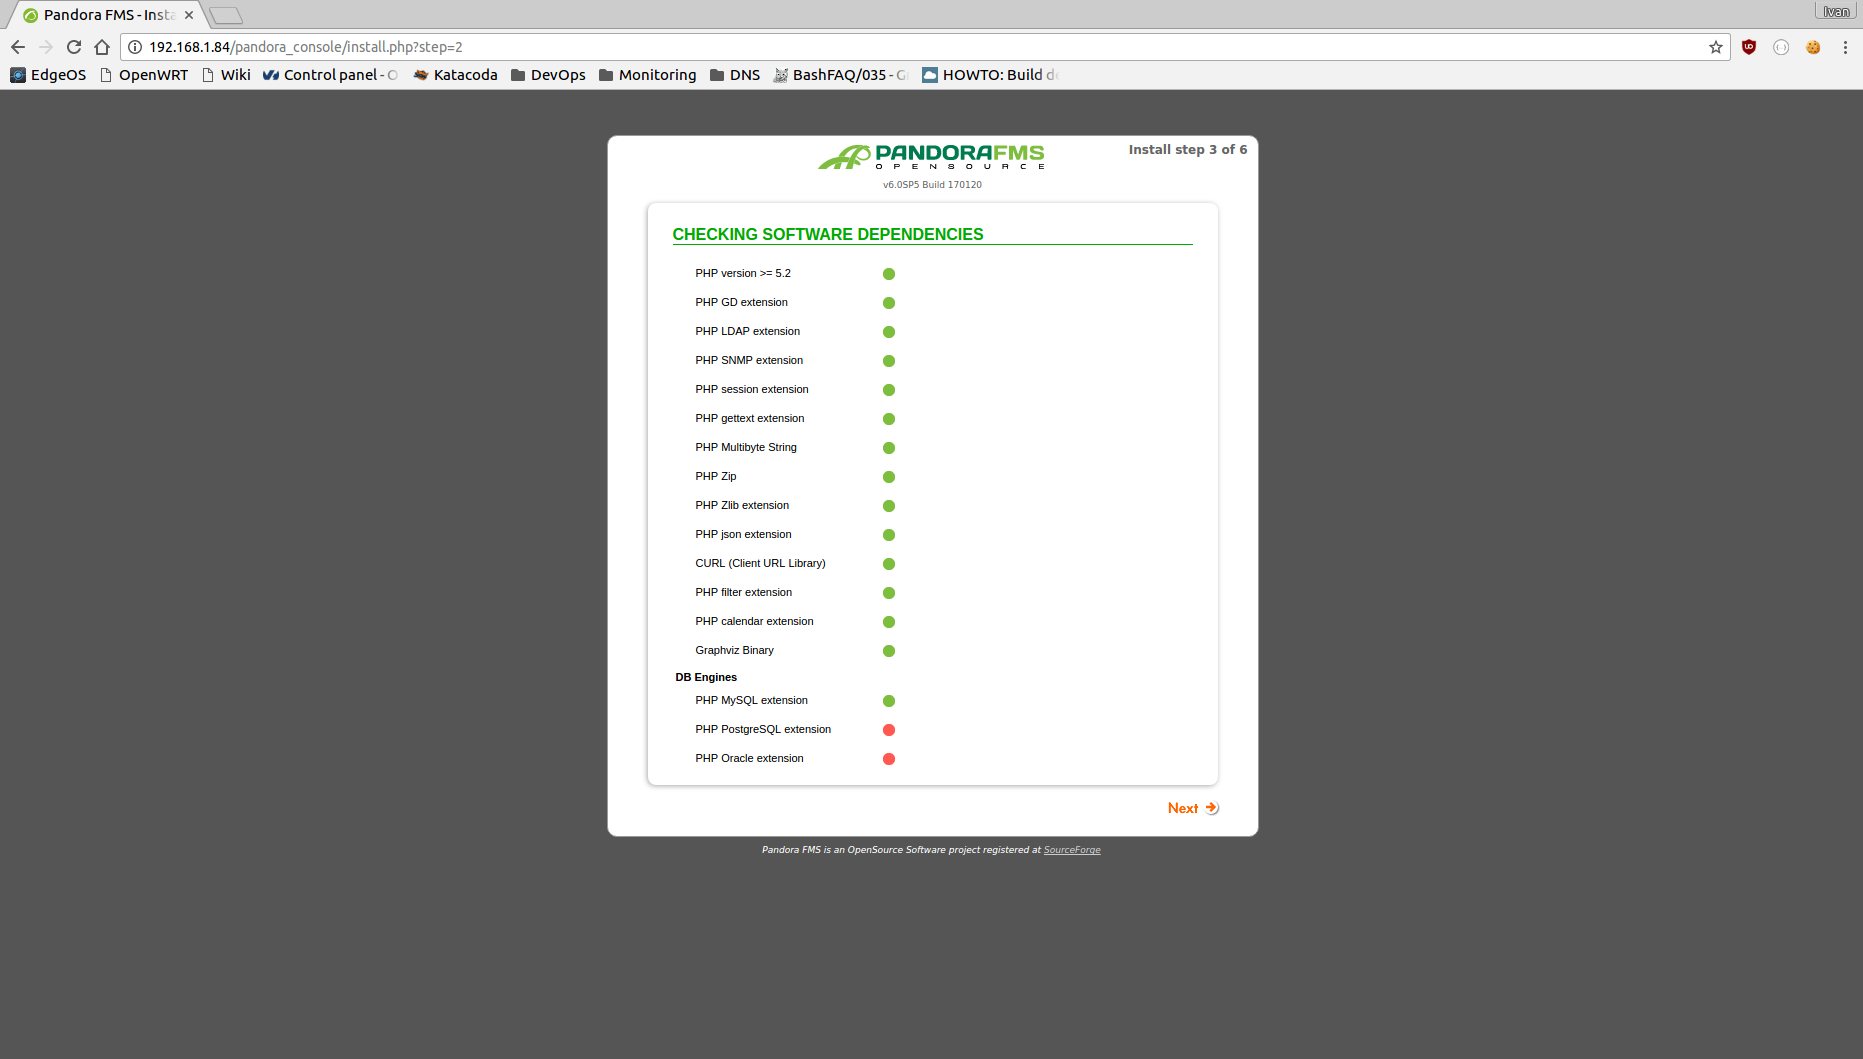 Pandora FMS - Insta
Ivan
192.168.1.84/pandora_console/install.php?step=2
EdgeOS OpenWRT Wiki Control panel - O Katacoda DevOps Monitoring DNS BashFAQ/035 - G HOWTO: Build d
PANDORAFMS
OPENSOURCE
Install step 3 of 6
v6.0SP5 Build 170120
CHECKING SOFTWARE DEPENDENCIES
PHP version >= 5.2
PHP GD extension
PHP LDAP extension
PHP SNMP extension
PHP session extension
PHP gettext extension
PHP Multibyte String
PHP Zip
PHP Zlib extension
PHP json extension
CURL (Client URL Library)
PHP filter extension
PHP calendar extension
Graphviz Binary
DB Engines
PHP MySQL extension
PHP PostgreSQL extension
PHP Oracle extension
Next
Pandora FMS is an OpenSource Software project registered at SourceForge